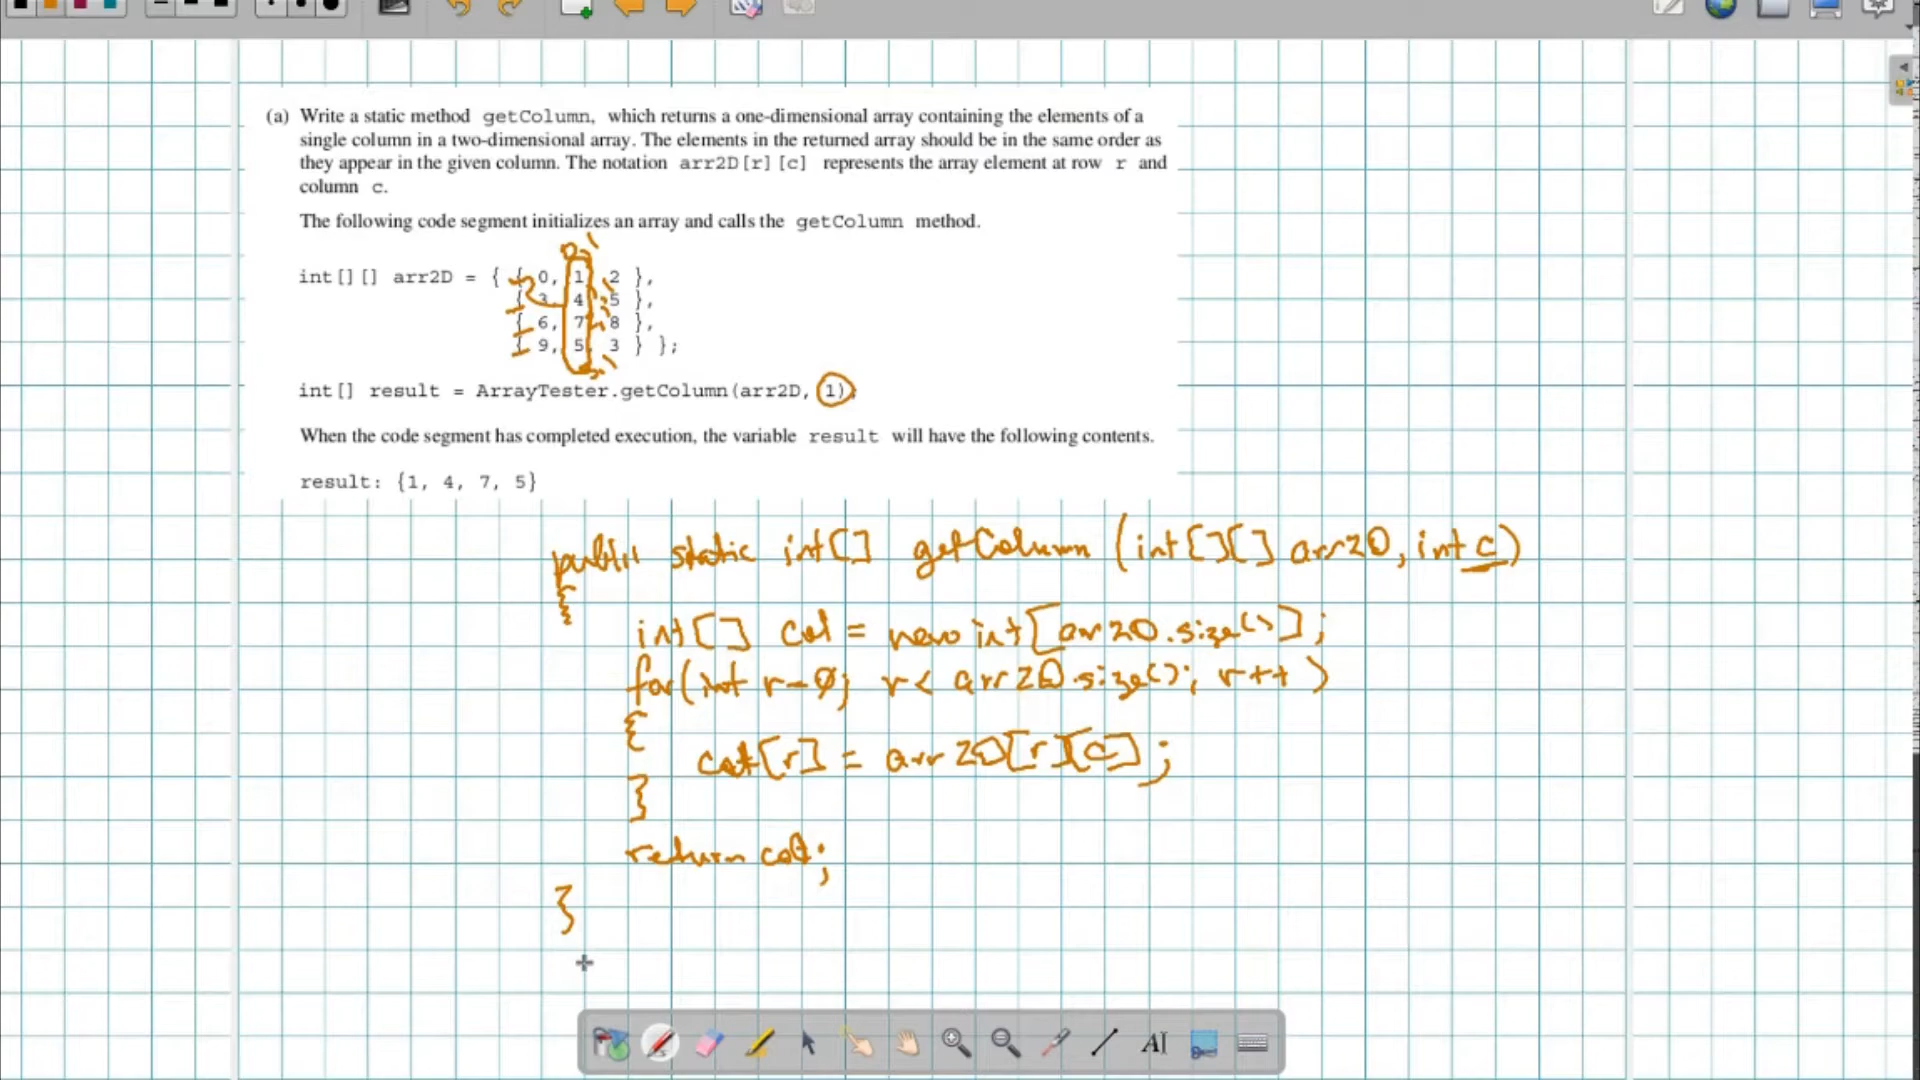 (a) Write a static method getColumn, which returns a one-dimensional array containing the elements of a
single column in a two-dimensional array. The elements in the returned array should be in the same order as
they appear in the given column. The notation arr2D[r][c] represents the array element at row r and
column c.
The following code segment initializes an array and calls the getColumn method.
int[][] arr2D = { { 0, 1, 2 },
{ 3, 4, 5 },
{ 6, 7, 8 },
{ 9, 5, 3 } };
int[] result = ArrayTester.getColumn(arr2D, 1);
When the code segment has completed execution, the variable result will have the following contents.
result: {1, 4, 7, 5}
public static int[] getColumn (int[][] arr2D, int c)
{
int[] col = new int[arr2D.size()];
for(int r=0; r< arr2D.size(); r++)
{
col[r] = arr2D[r][c];
}
return col;
}
AI